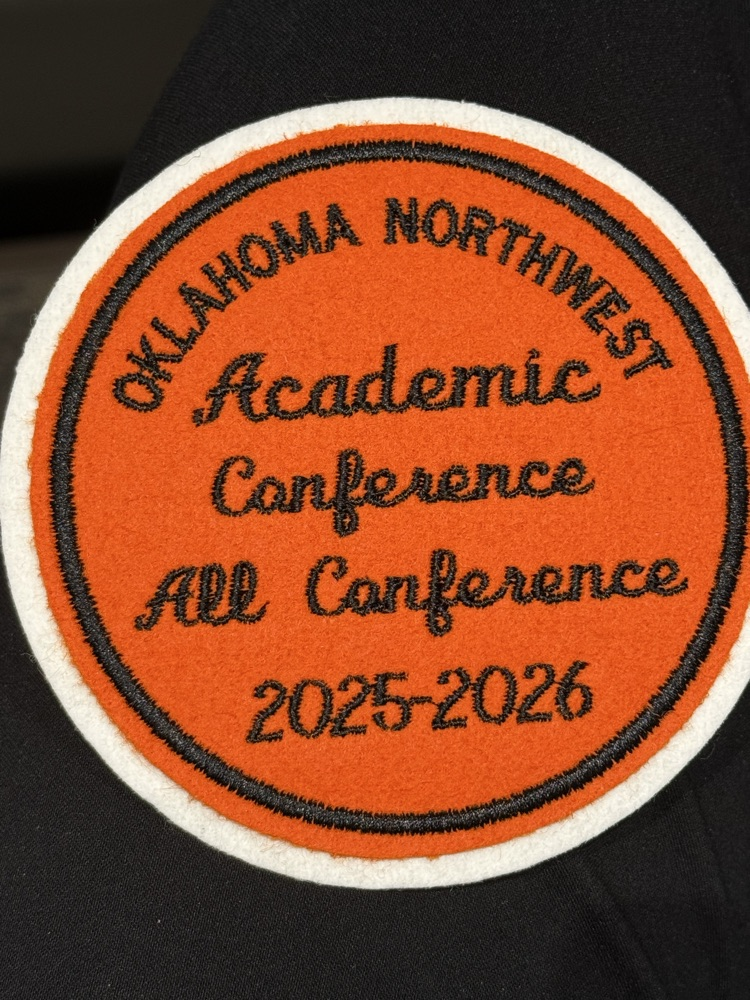 OKLAHOMA NORTHWEST
Academic
Conference
All Conference
2025-2026